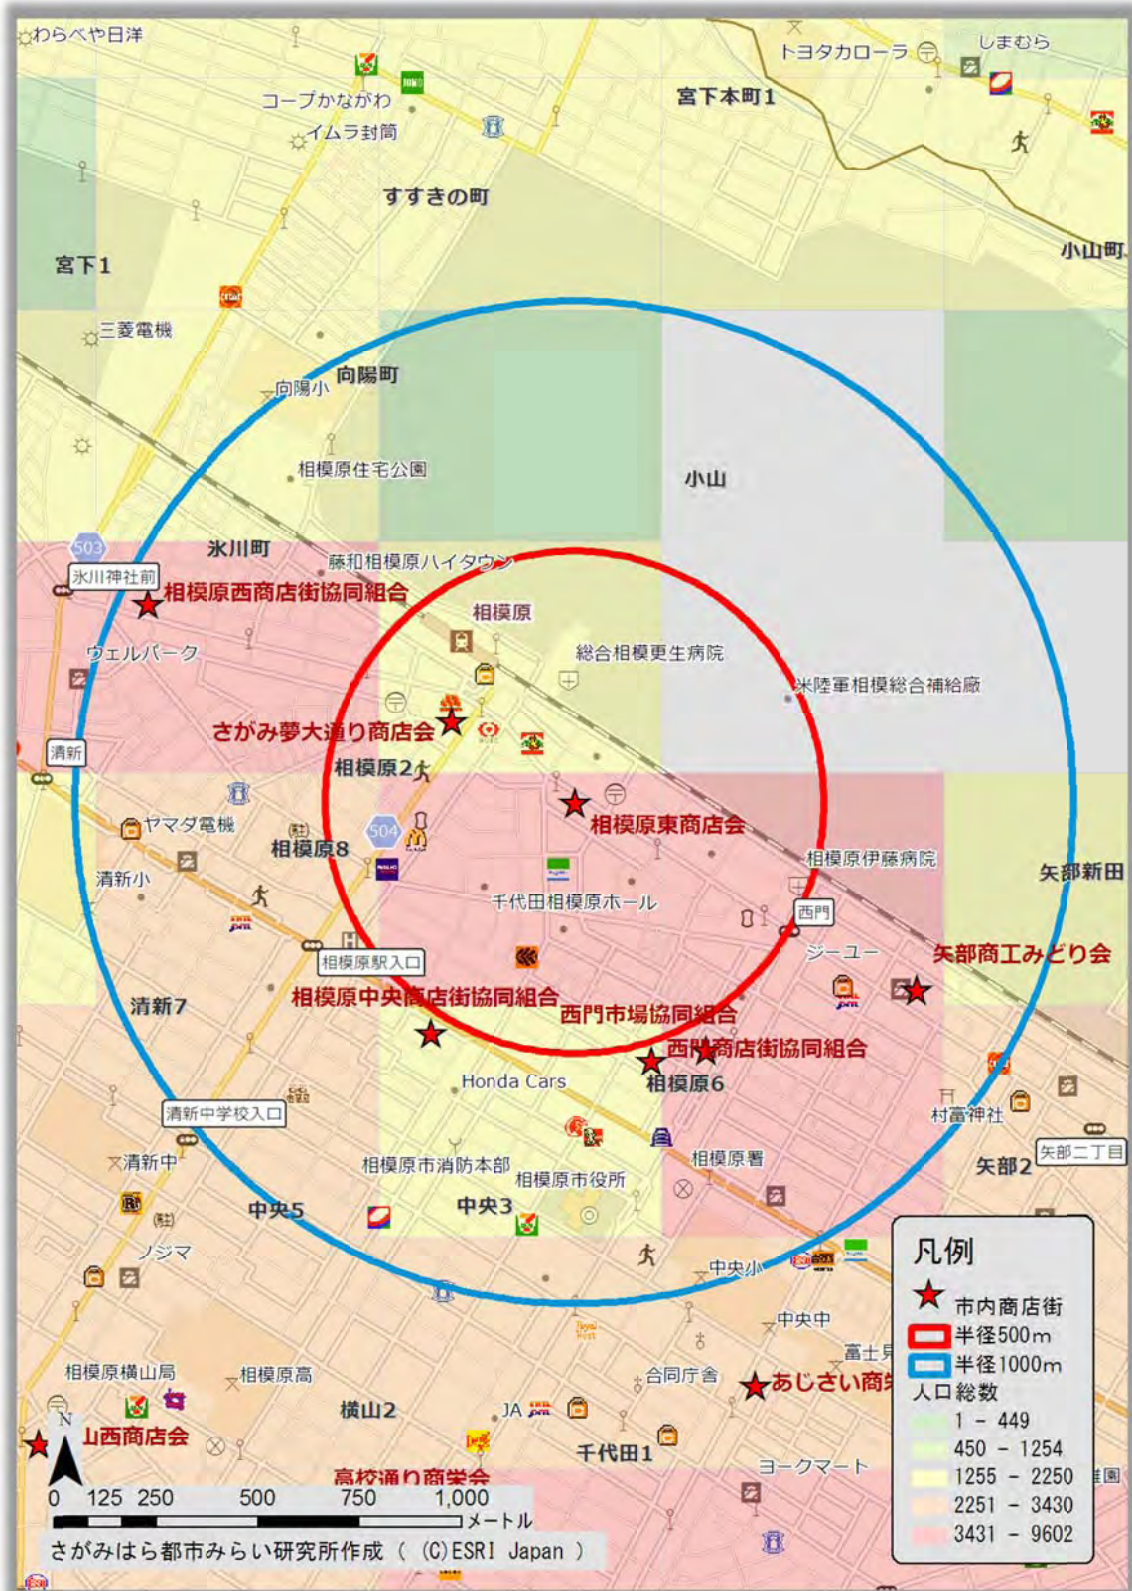 わらべや日洋
トヨタカローラ
しまむら
コープかながわ
宮下本町1
イムラ封筒
すすきの町
宮下1
小山町
三菱電機
向陽町
向陽小
相模原住宅公園
小山
503
氷川町
藤和相模原ハイタウン
氷川神社前
相模原西商店街協同組合
相模原
ウェルパーク
総合相模更生病院
米陸軍相模総合補給廠
さがみ夢大通り商店会
清新
相模原2
ヤマダ電機
504
相模原東商店会
相模原8
相模原伊藤病院
清新小
矢部新田
千代田相模原ホール
西門
ジーユー
矢部商工みどり会
相模原駅入口
相模原中央商店街協同組合
清新7
西門市場協同組合
西門商店街協同組合
Honda Cars
相模原6
清新中学校入口
村富神社
矢部二丁目
清新中
相模原市消防本部
相模原署
相模原市役所
矢部2
中央5
中央3
ノジマ
中央小
中央中
富士見
相模原横山局
相模原高
合同庁舎
あじさい商栄
横山2
JA
山西商店会
千代田1
高校通り商栄会
ヨークマート
凡例
市内商店街
半径500m
半径1000m
人口総数
1 - 449
450 - 1254
1255 - 2250
2251 - 3430
3431 - 9602
N
0 125 250 500 750 1,000
メートル
さがみはら都市みらい研究所作成（ (C)ESRI Japan ）